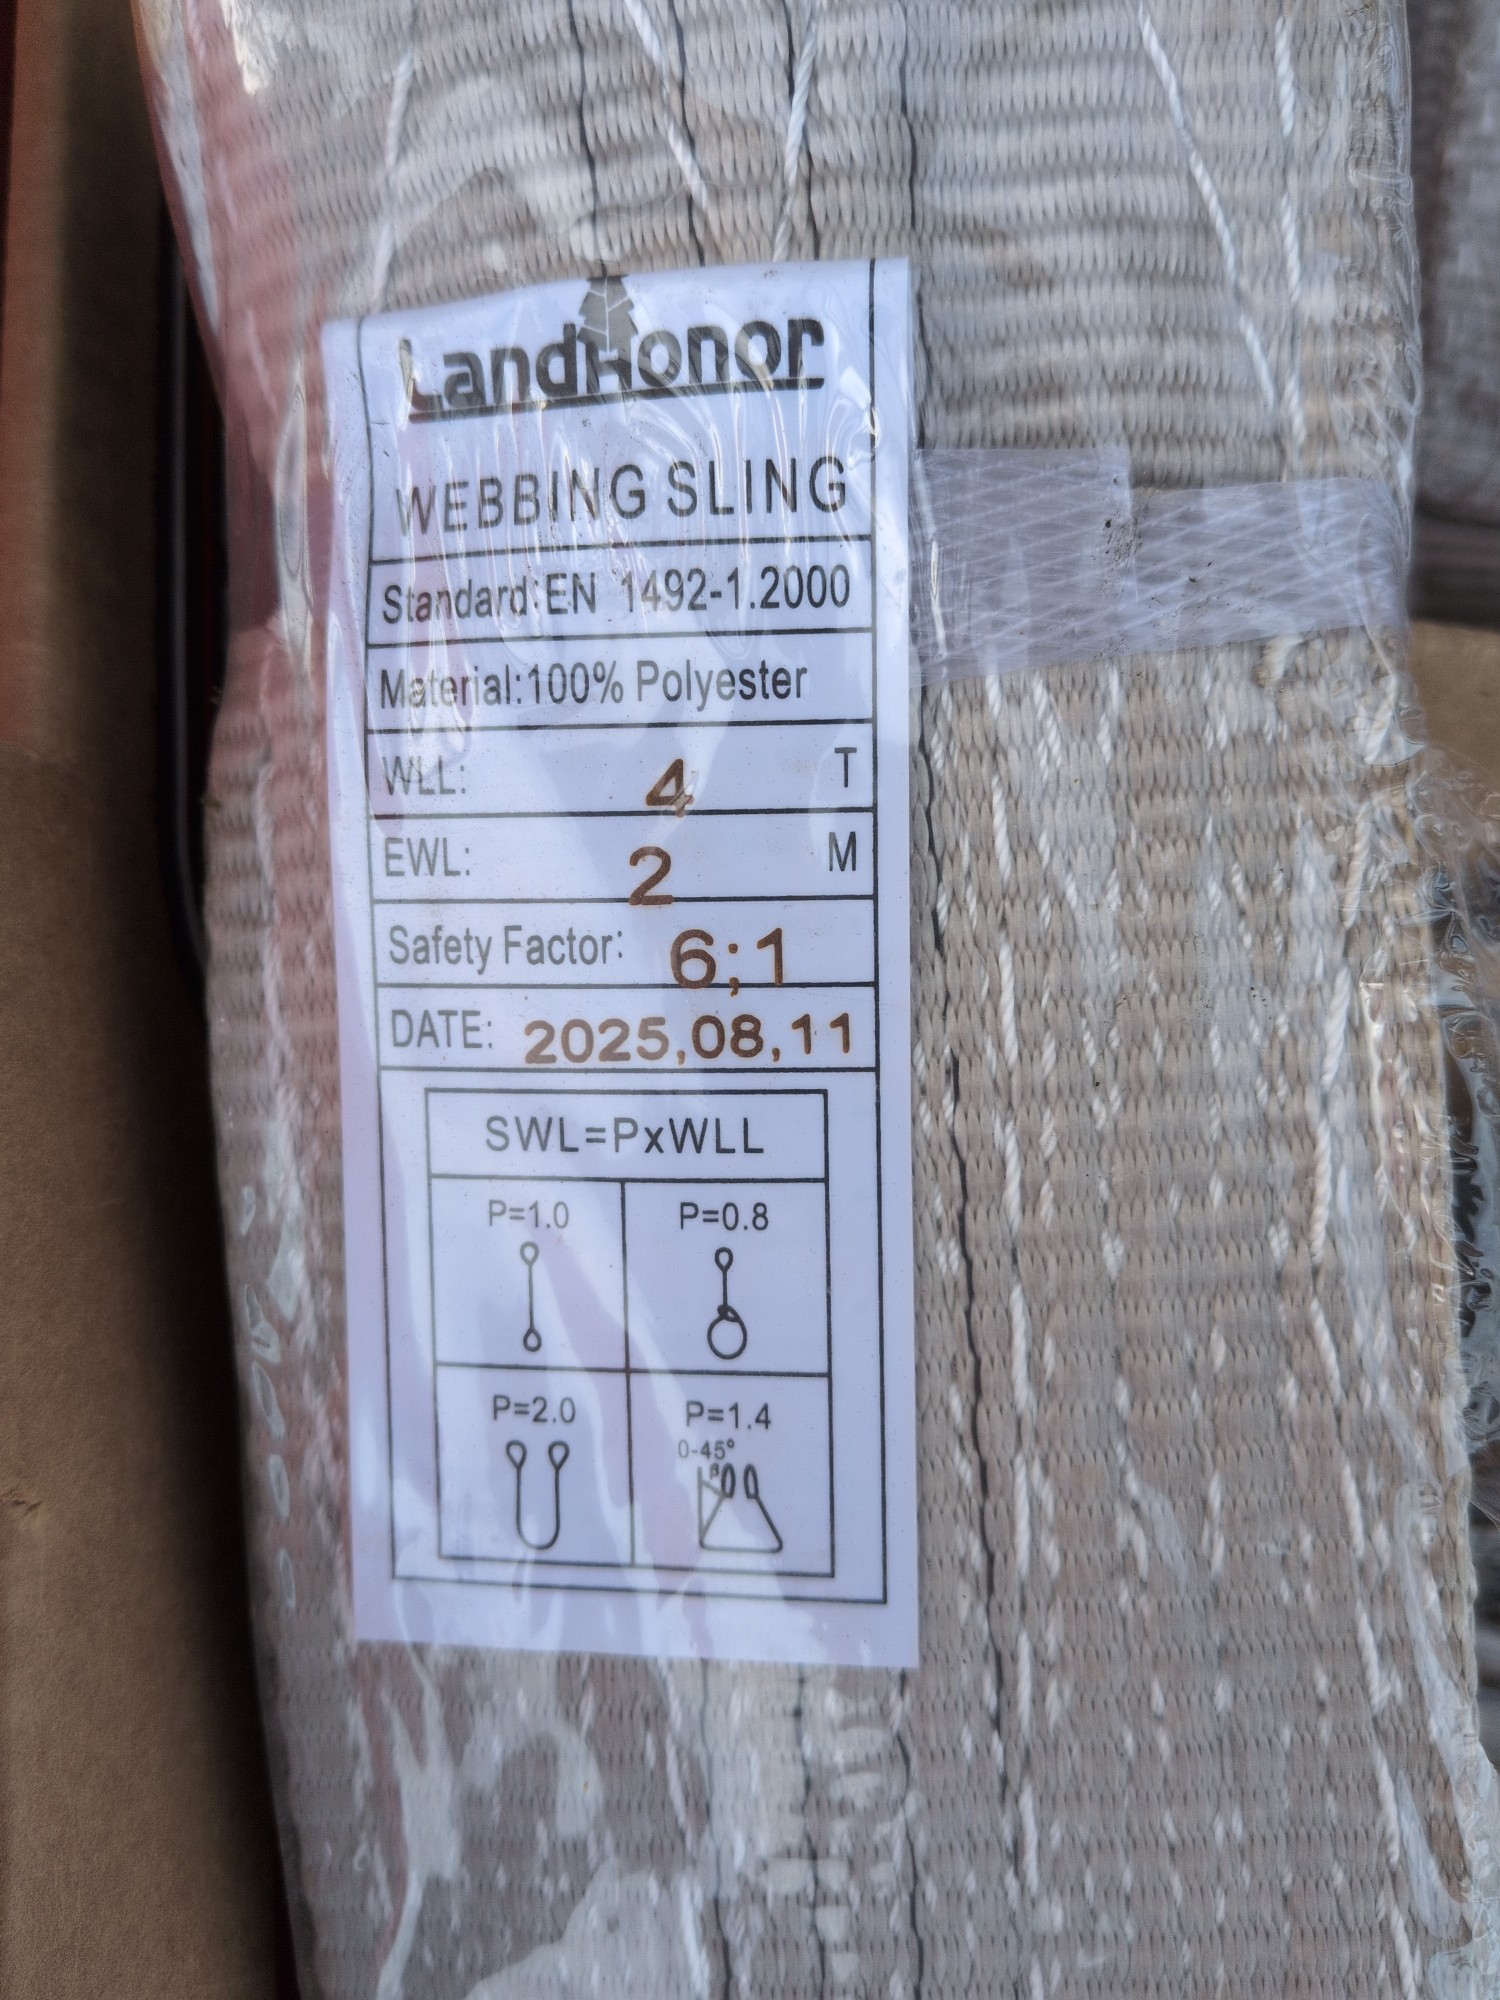 LandHonor
WEBBING SLING
Standard:EN 1492-1.2000
Material:100% Polyester
WLL: 4 T
EWL: 2 M
Safety Factor: 6;1
DATE: 2025,08,11
SWL=PxWLL
P=1.0 P=0.8
P=2.0 P=1.4
0-45°
β